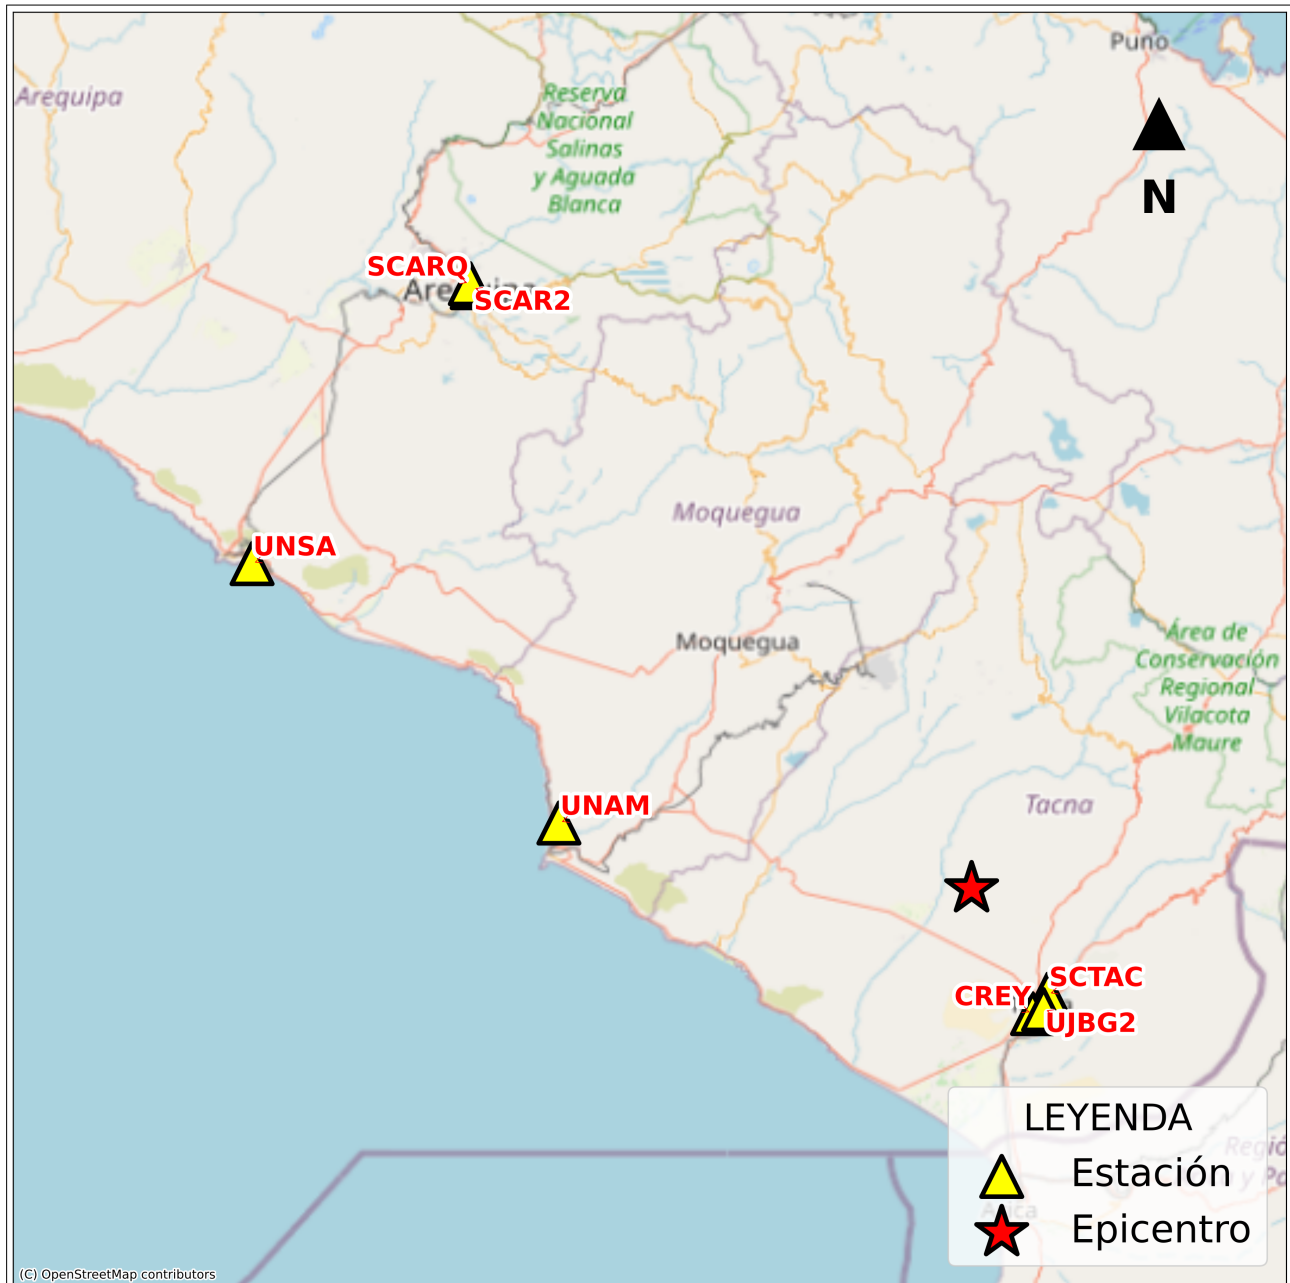 Puno
Arequipa
Reserva
Nacional
Salinas
y Aguada
Blanca
N
SCARQ
SCAR2
Moquegua
UNSA
Moquegua
Área de
Conservación
Regional
Vilacota
Maure
UNAM
Tacna
SCTAC
CREY
UJBG2
LEYENDA
Estación
Epicentro
Arica
(C) OpenStreetMap contributors